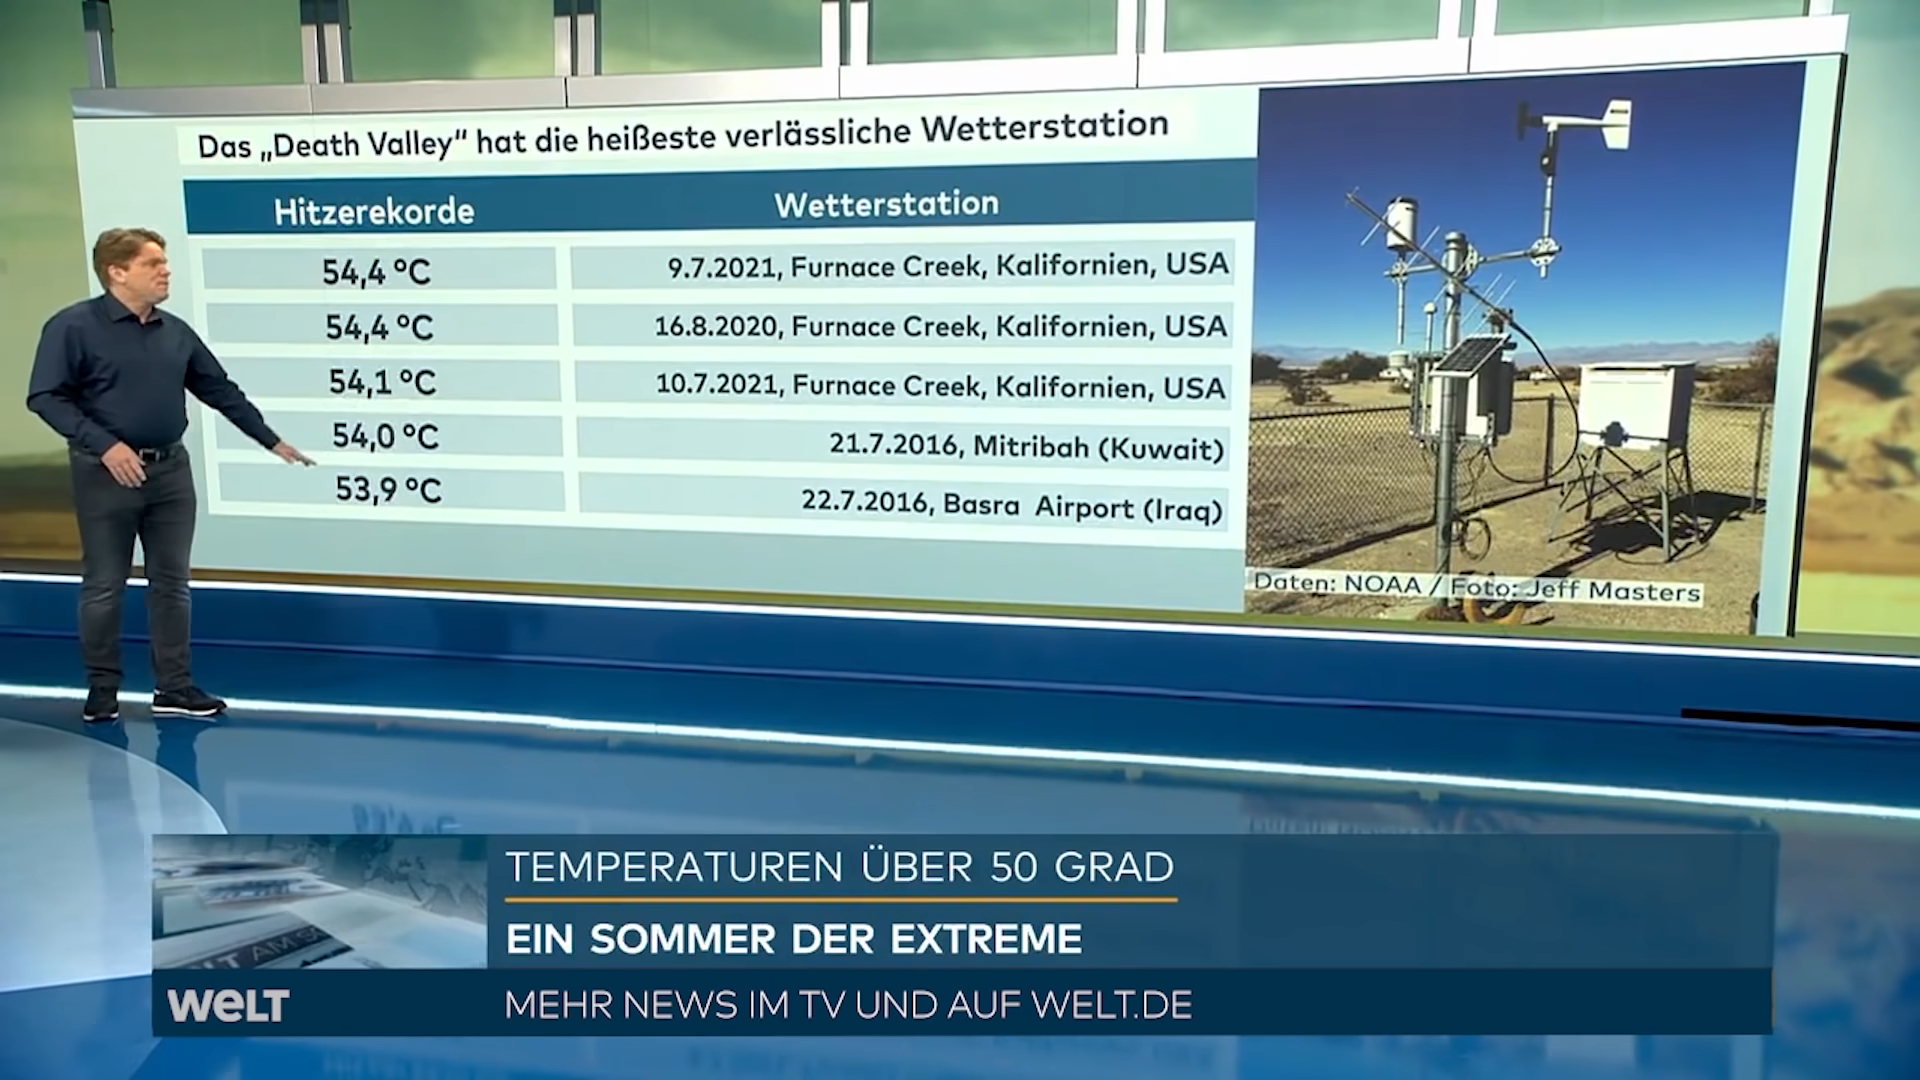 Das „Death Valley“ hat die heißeste verlässliche Wetterstation
Hitzerekorde Wetterstation
54,4 °C 9.7.2021, Furnace Creek, Kalifornien, USA
54,4 °C 16.8.2020, Furnace Creek, Kalifornien, USA
54,1 °C 10.7.2021, Furnace Creek, Kalifornien, USA
54,0 °C 21.7.2016, Mitribah (Kuwait)
53,9 °C 22.7.2016, Basra Airport (Iraq)
Daten: NOAA / Foto: Jeff Masters
TEMPERATUREN ÜBER 50 GRAD
EIN SOMMER DER EXTREME
WELT MEHR NEWS IM TV UND AUF WELT.DE